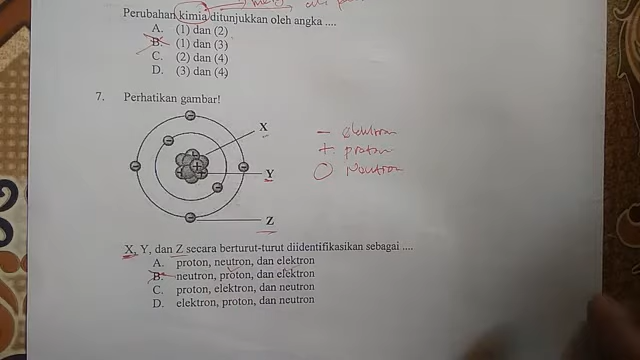 Perubahan kimia ditunjukkan oleh angka ....
A. (1) dan (2)
B. (1) dan (3)
C. (2) dan (4)
D. (3) dan (4)
7. Perhatikan gambar!
X
Y
Z
- elektron
+ proton
O Neutron
X, Y, dan Z secara berturut-turut diidentifikasikan sebagai ....
A. proton, neutron, dan elektron
B. neutron, proton, dan elektron
C. proton, elektron, dan neutron
D. elektron, proton, dan neutron